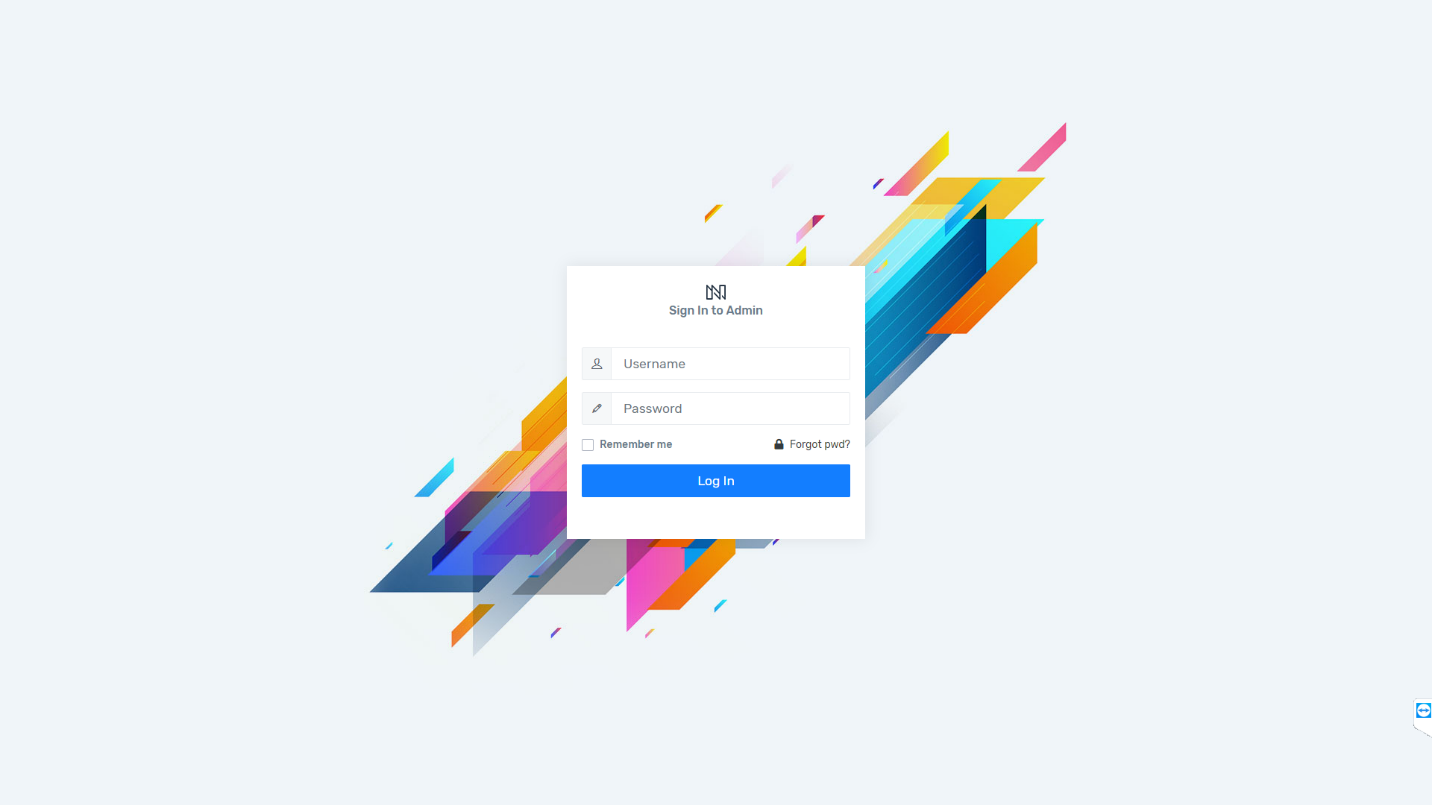 Sign In to Admin
Username
Password
Remember me
Forgot pwd?
Log In